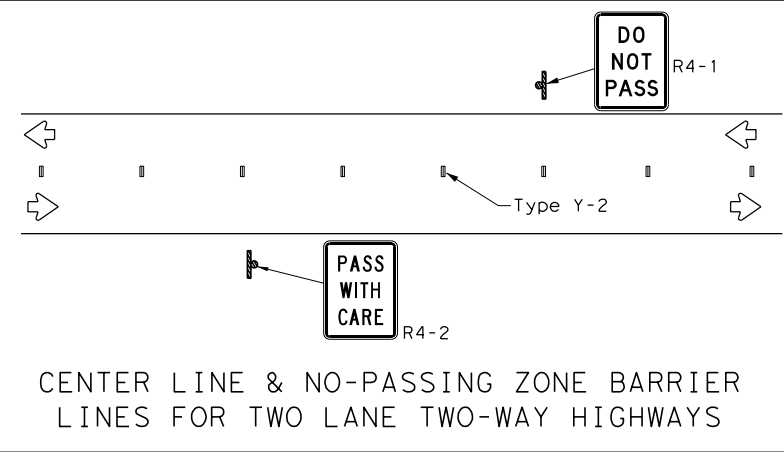 DO
NOT
PASS
R4-1
Type Y-2
PASS
WITH
CARE
R4-2
CENTER LINE & NO-PASSING ZONE BARRIER
LINES FOR TWO LANE TWO-WAY HIGHWAYS